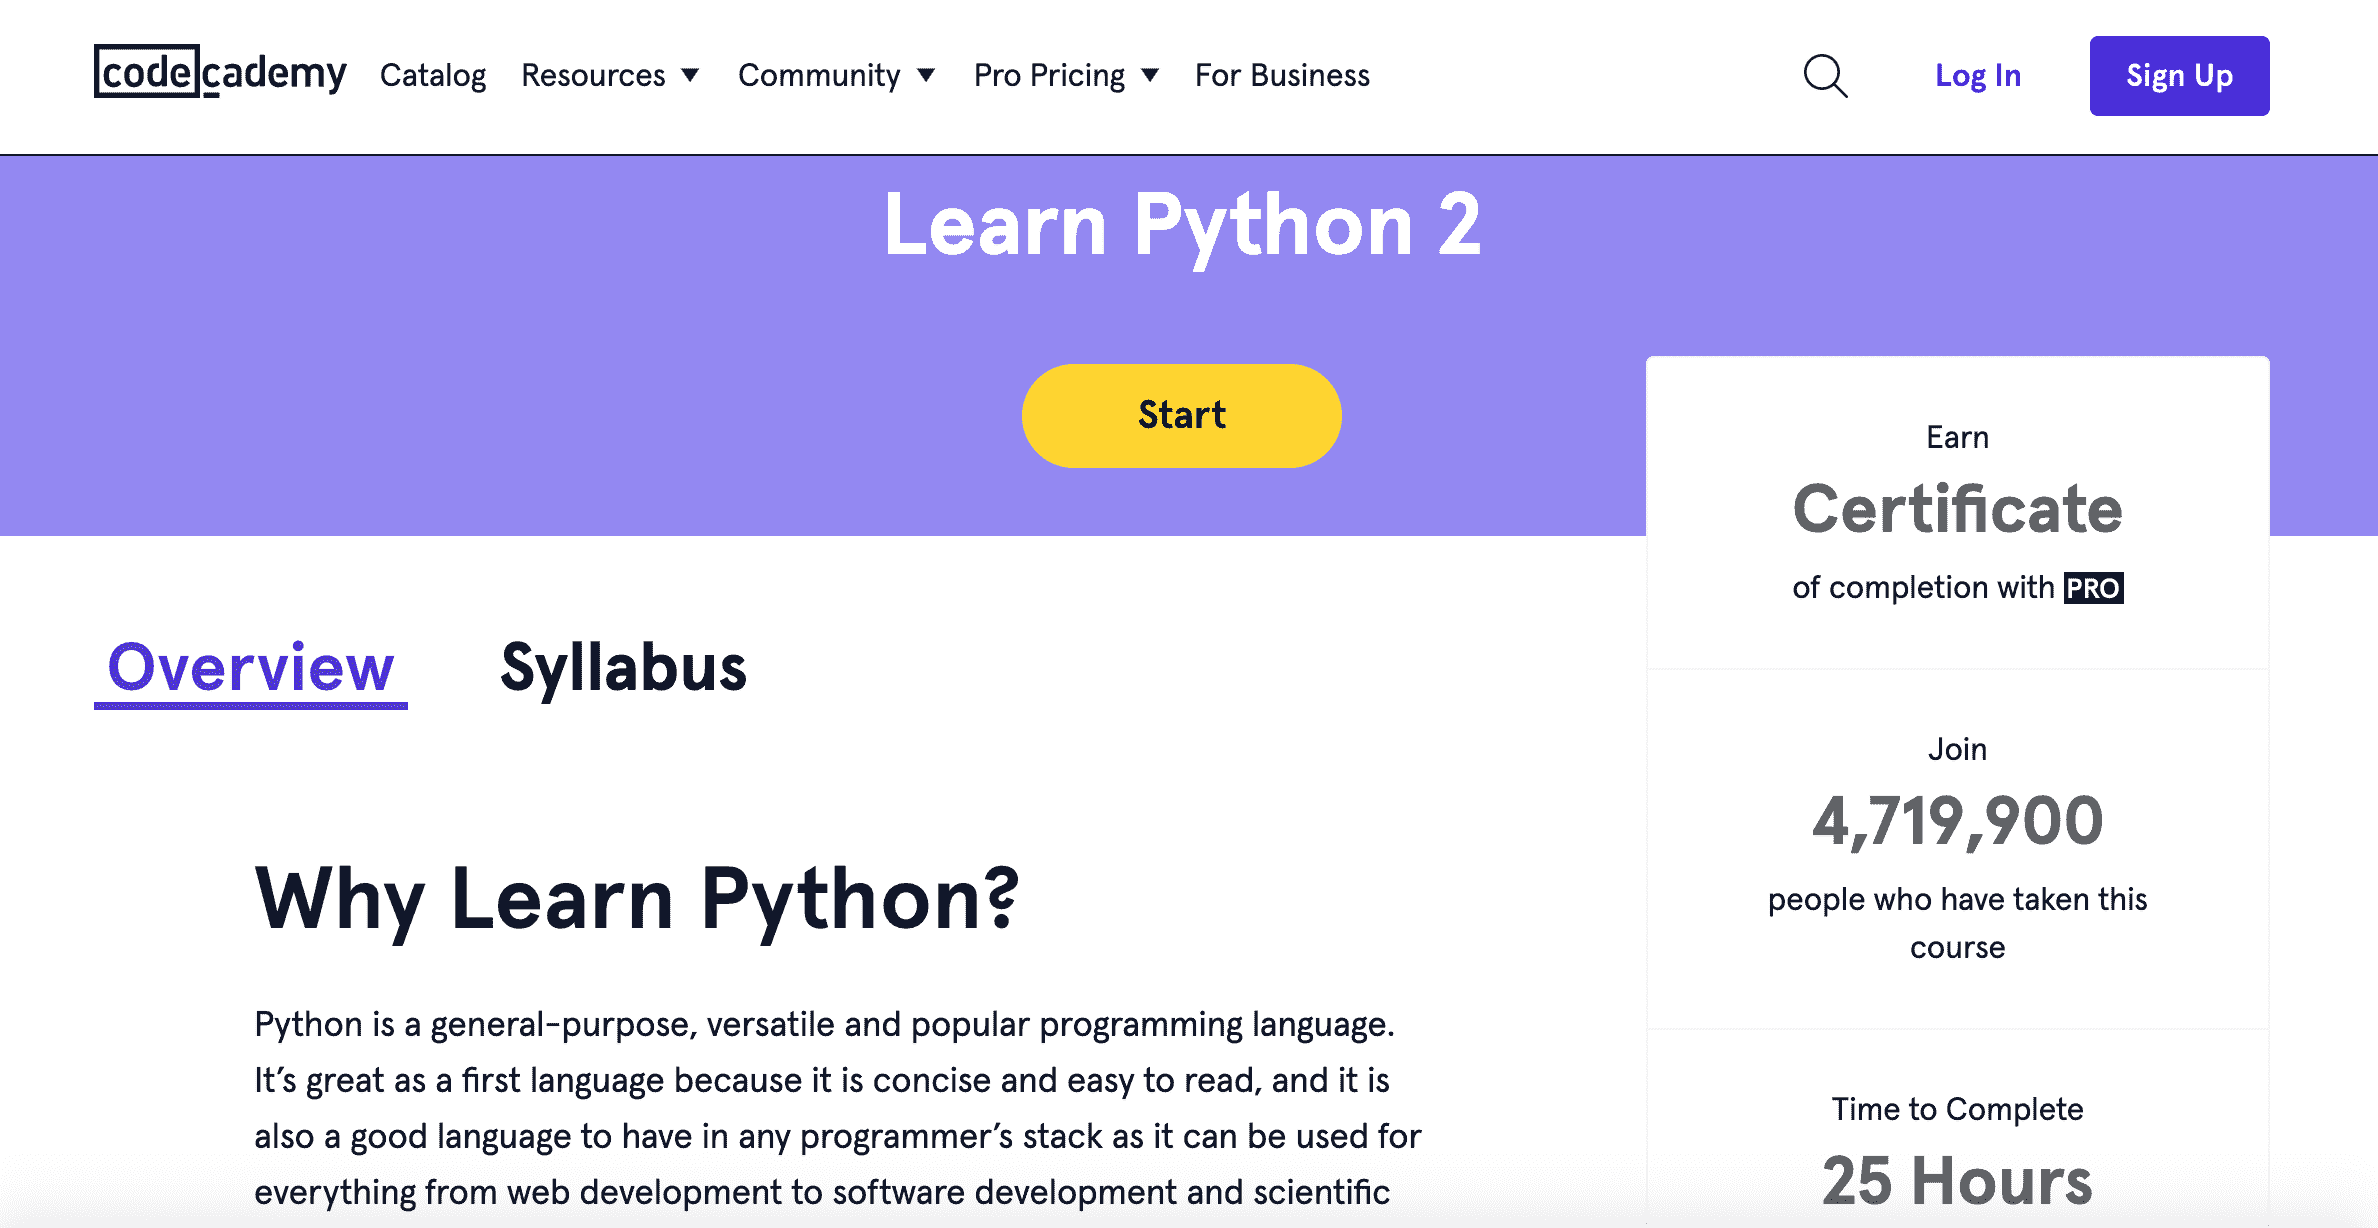 codecademy Catalog Resources Community Pro Pricing For Business Log In Sign Up
Learn Python 2
Start
Earn
Certificate
of completion with PRO
Join
4,719,900
people who have taken this
course
Time to Complete
25 Hours
Overview Syllabus
Why Learn Python?
Python is a general-purpose, versatile and popular programming language.
It’s great as a first language because it is concise and easy to read, and it is
also a good language to have in any programmer’s stack as it can be used for
everything from web development to software development and scientific